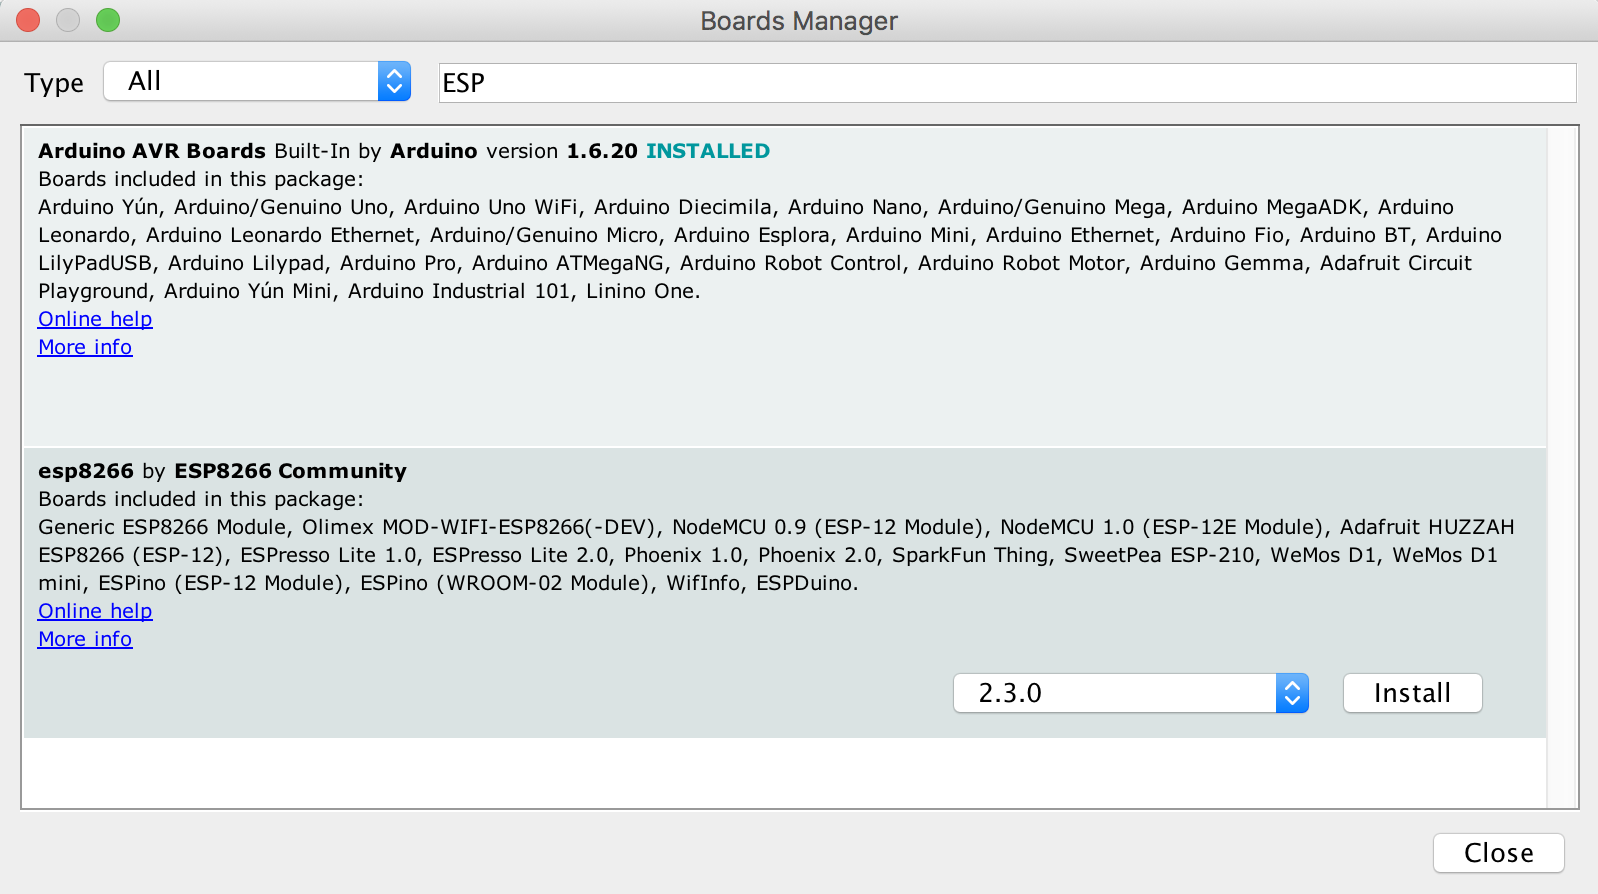 Boards Manager
Type All ESP
Arduino AVR Boards Built-In by Arduino version 1.6.20 INSTALLED
Boards included in this package:
Arduino Yún, Arduino/Genuino Uno, Arduino Uno WiFi, Arduino Diecimila, Arduino Nano, Arduino/Genuino Mega, Arduino MegaADK, Arduino
Leonardo, Arduino Leonardo Ethernet, Arduino/Genuino Micro, Arduino Esplora, Arduino Mini, Arduino Ethernet, Arduino Fio, Arduino BT, Arduino
LilyPadUSB, Arduino Lilypad, Arduino Pro, Arduino ATMegaNG, Arduino Robot Control, Arduino Robot Motor, Arduino Gemma, Adafruit Circuit
Playground, Arduino Yún Mini, Arduino Industrial 101, Linino One.
Online help
More info
esp8266 by ESP8266 Community
Boards included in this package:
Generic ESP8266 Module, Olimex MOD-WIFI-ESP8266(-DEV), NodeMCU 0.9 (ESP-12 Module), NodeMCU 1.0 (ESP-12E Module), Adafruit HUZZAH
ESP8266 (ESP-12), ESPresso Lite 1.0, ESPresso Lite 2.0, Phoenix 1.0, Phoenix 2.0, SparkFun Thing, SweetPea ESP-210, WeMos D1, WeMos D1
mini, ESPino (ESP-12 Module), ESPino (WROOM-02 Module), WifInfo, ESPDuino.
Online help
More info
2.3.0 Install
Close